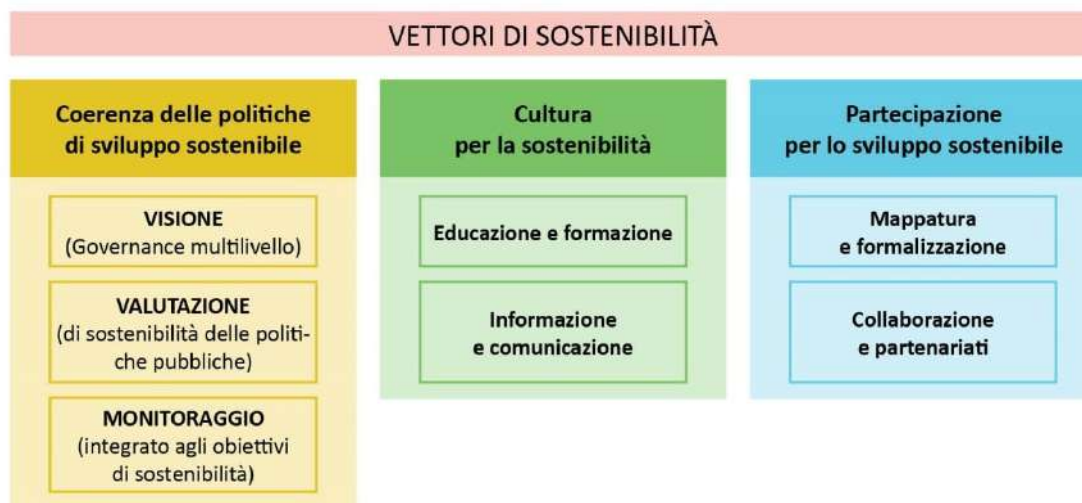 VETTORI DI SOSTENIBILITÀ
Coerenza delle politiche
di sviluppo sostenibile
VISIONE
(Governance multilivello)
VALUTAZIONE
(di sostenibilità delle politi-
che pubbliche)
MONITORAGGIO
(integrato agli obiettivi
di sostenibilità)
Cultura
per la sostenibilità
Educazione e formazione
Informazione
e comunicazione
Partecipazione
per lo sviluppo sostenibile
Mappatura
e formalizzazione
Collaborazione
e partenariati